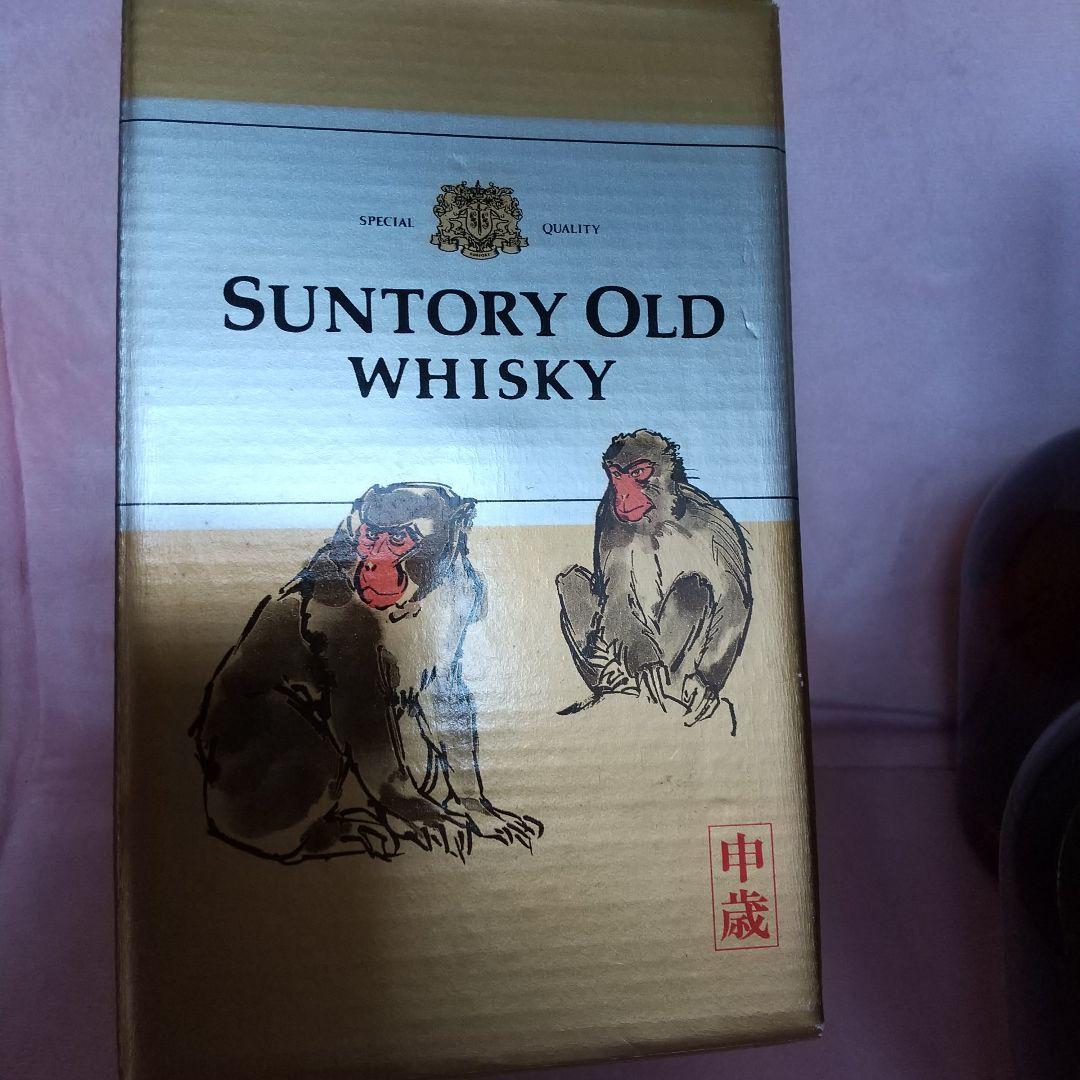 SPECIAL QUALITY
SUNTORY OLD
WHISKY
申
歳